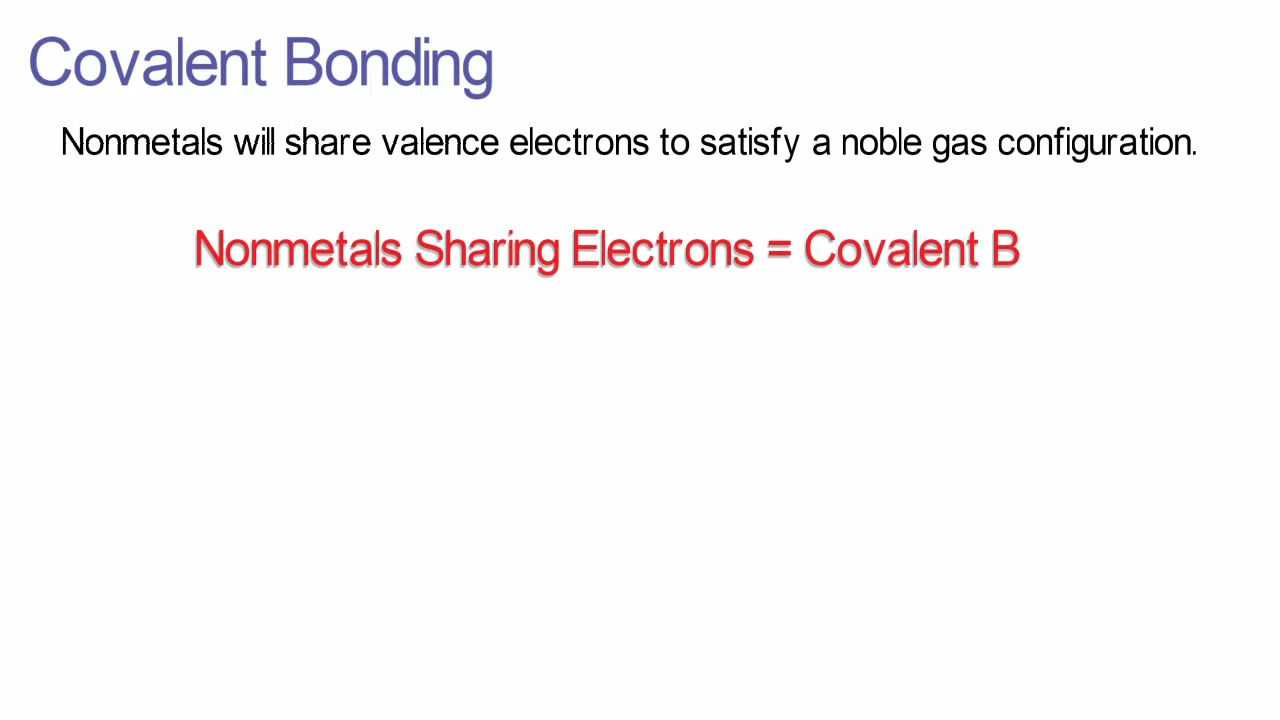 Covalent Bonding
Nonmetals will share valence electrons to satisfy a noble gas configuration.
Nonmetals Sharing Electrons = Covalent B